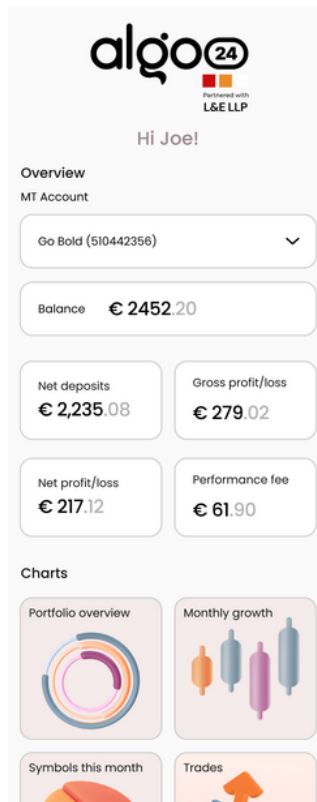 algo 24
Partnered with
L&E LLP
Hi Joe!
Overview
MT Account
Go Bold (510442356)
Balance € 2452.20
Net deposits
€ 2,235.08
Gross profit/loss
€ 279.02
Net profit/loss
€ 217.12
Performance fee
€ 61.90
Charts
Portfolio overview
Monthly growth
Symbols this month
Trades